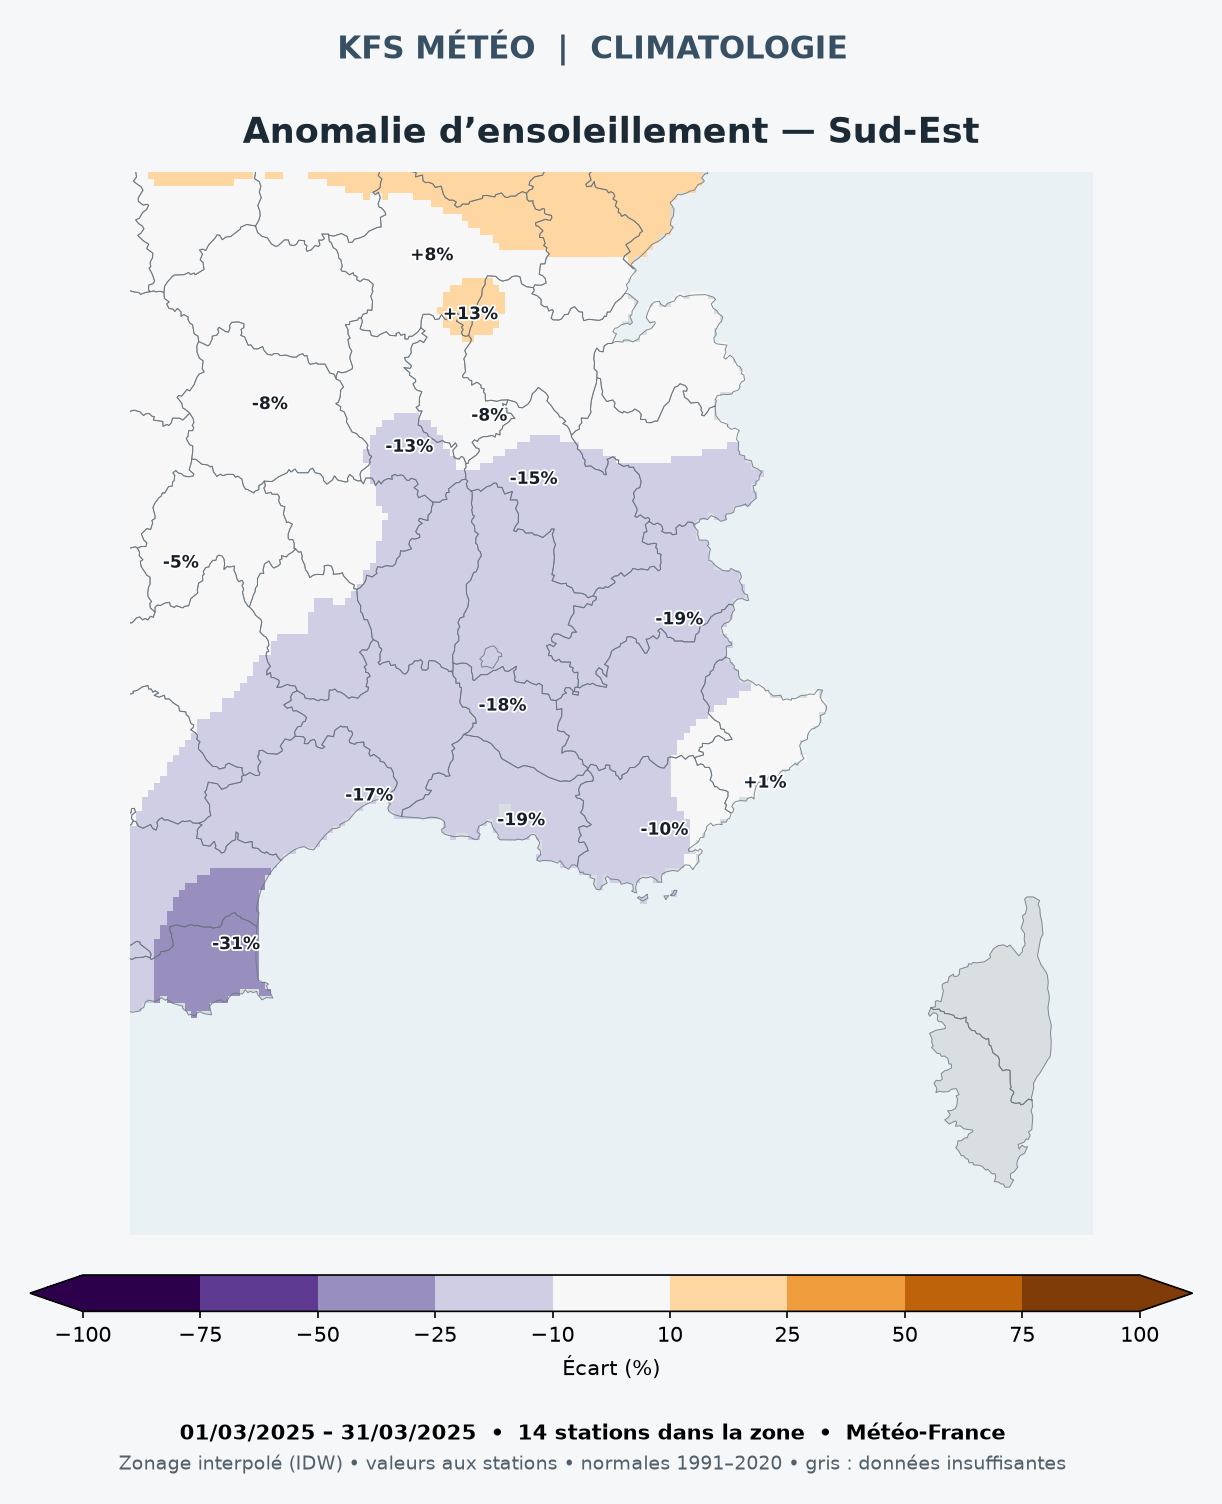 KFS MÉTÉO | CLIMATOLOGIE
Anomalie d’ensoleillement — Sud-Est
+8%
+13%
-8%
-8%
-13%
-15%
-5%
-19%
-18%
+1%
-17%
-19%
-10%
-31%
−100 −75 −50 −25 −10 10 25 50 75 100
Écart (%)
01/03/2025 – 31/03/2025 • 14 stations dans la zone • Météo-France
Zonage interpolé (IDW) • valeurs aux stations • normales 1991–2020 • gris : données insuffisantes